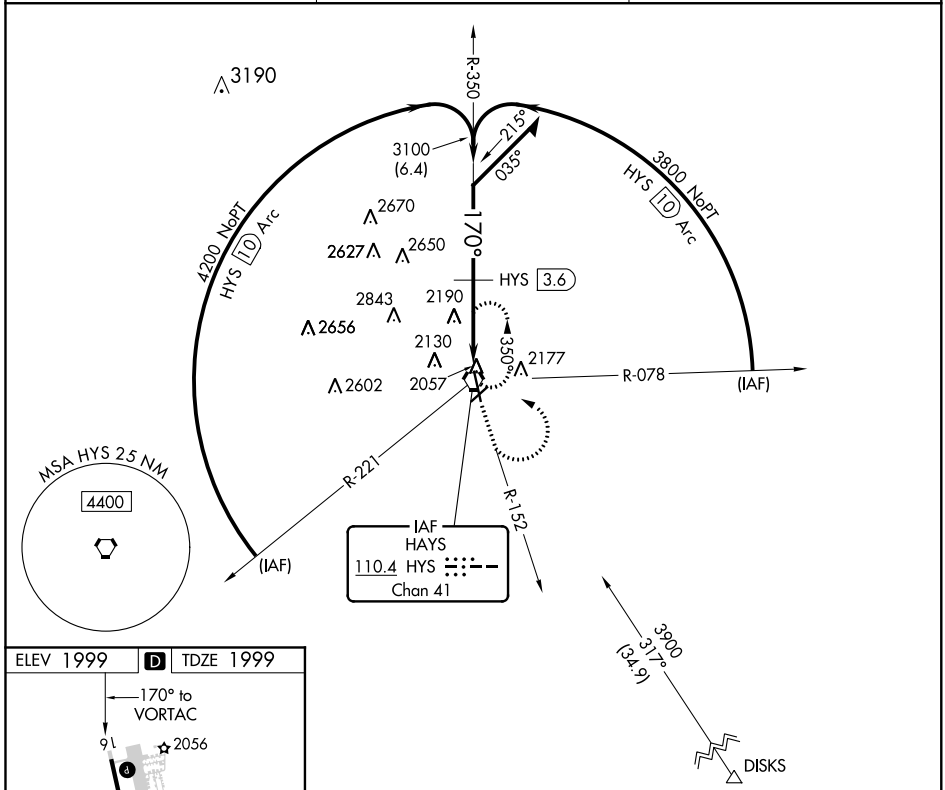 3190
R-350
3100
(6.4)
215°
035°
3800 NoPT
HYS 10 Arc
4200 NoPT
HYS 10 Arc
170°
2670
2627
2650
HYS 3.6
2843
2190
2656
2130
350°
2177
2602
2057
R-078
(IAF)
R-221
MSA HYS 25 NM
4400
R-152
(IAF)
IAF
HAYS
110.4 HYS
Chan 41
3900
317°
(34.9)
DISKS
ELEV 1999 D TDZE 1999
170° to
VORTAC
16
2056
P